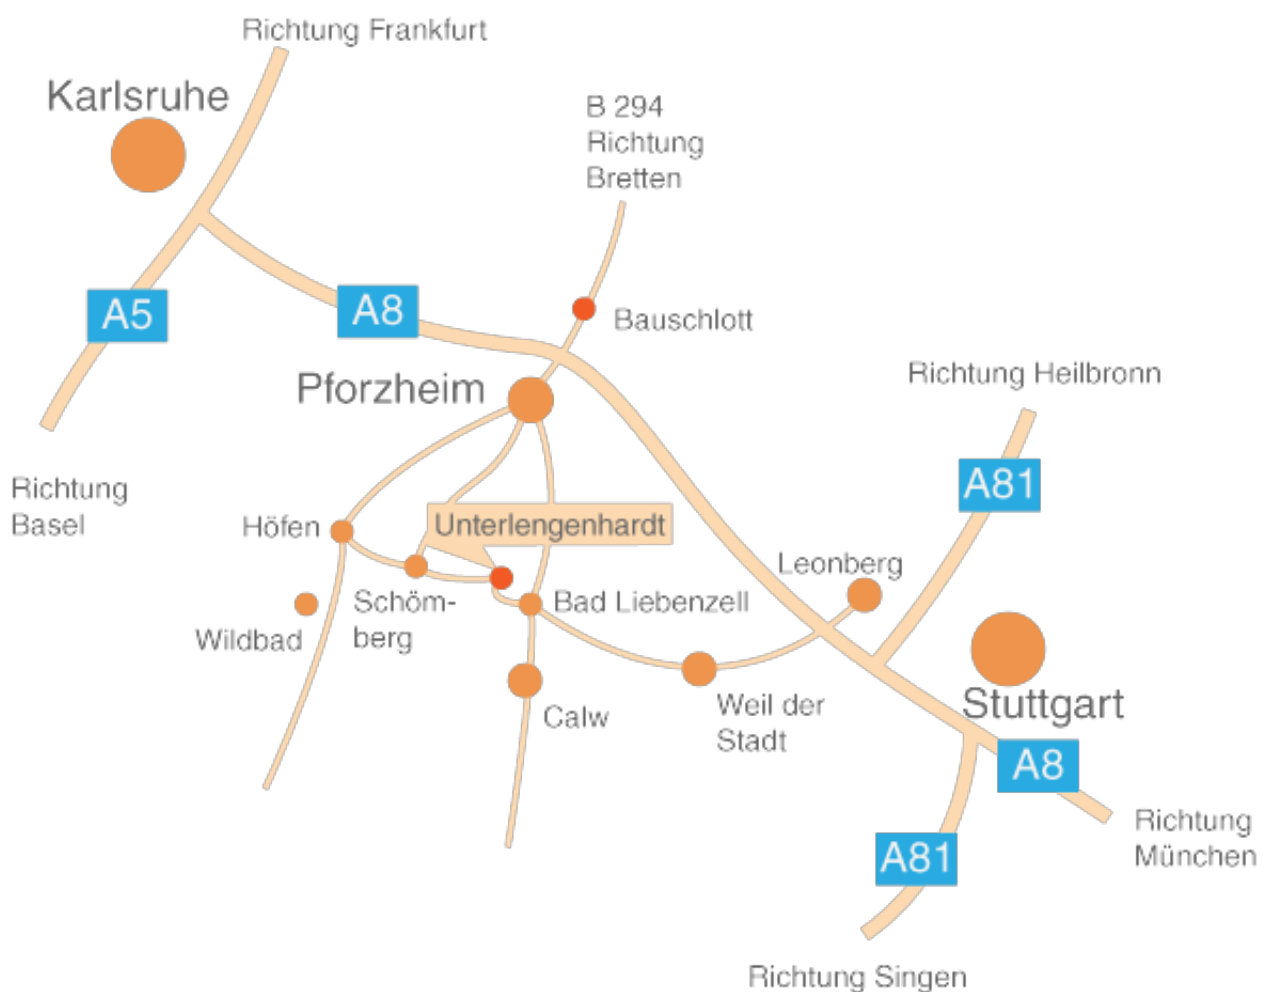 Richtung Frankfurt
Karlsruhe
B 294
Richtung
Bretten
A5
A8
Bauschlott
Pforzheim
Richtung Heilbronn
A81
Richtung
Basel
Höfen
Unterlengenhardt
Leonberg
Schöm-
berg
Bad Liebenzell
Wildbad
Calw
Weil der
Stadt
Stuttgart
A8
Richtung
München
A81
Richtung Singen